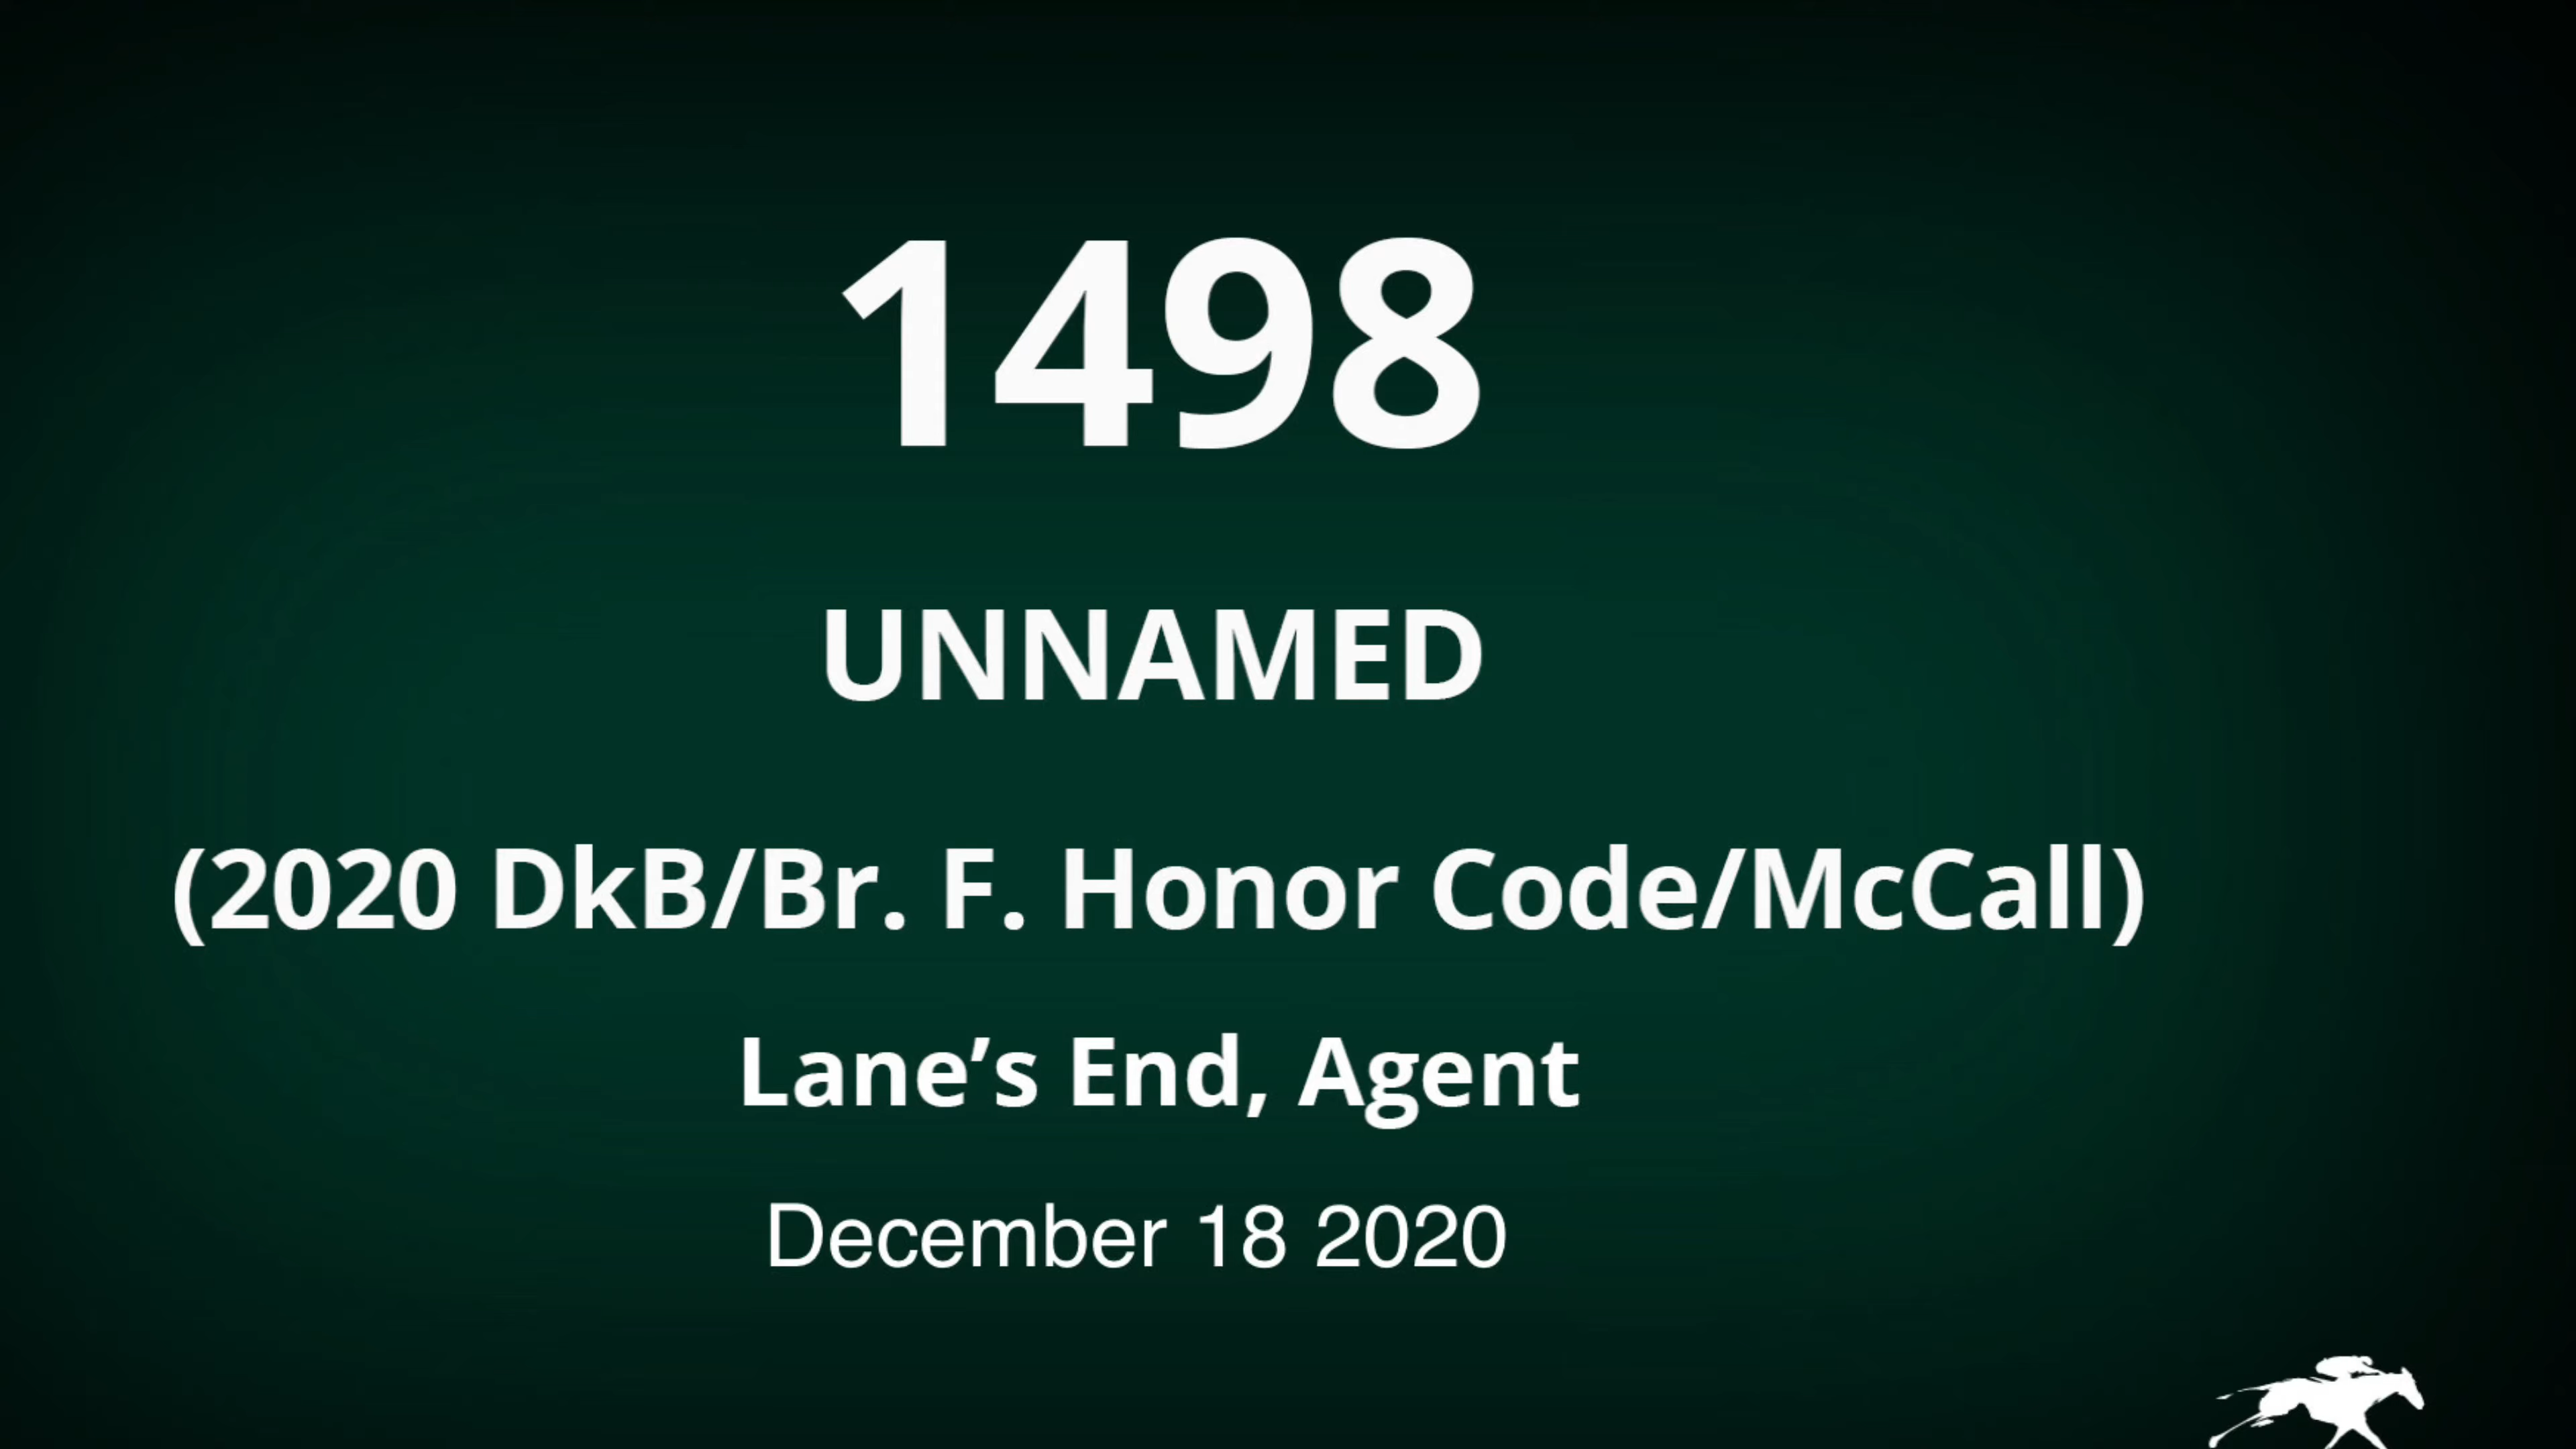 1498
UNNAMED
(2020 DkB/Br. F. Honor Code/McCall)
Lane’s End, Agent
December 18 2020